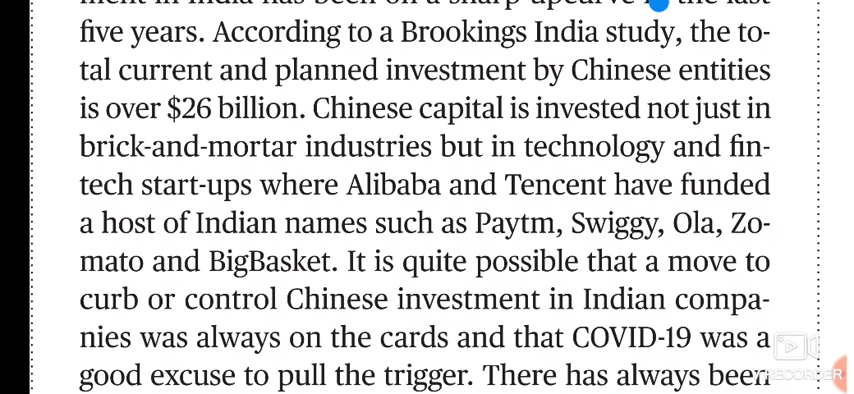 five years. According to a Brookings India study, the to-
tal current and planned investment by Chinese entities
is over $26 billion. Chinese capital is invested not just in
brick-and-mortar industries but in technology and fin-
tech start-ups where Alibaba and Tencent have funded
a host of Indian names such as Paytm, Swiggy, Ola, Zo-
mato and BigBasket. It is quite possible that a move to
curb or control Chinese investment in Indian compa-
nies was always on the cards and that COVID-19 was a
good excuse to pull the trigger. There has always been
RECORDER